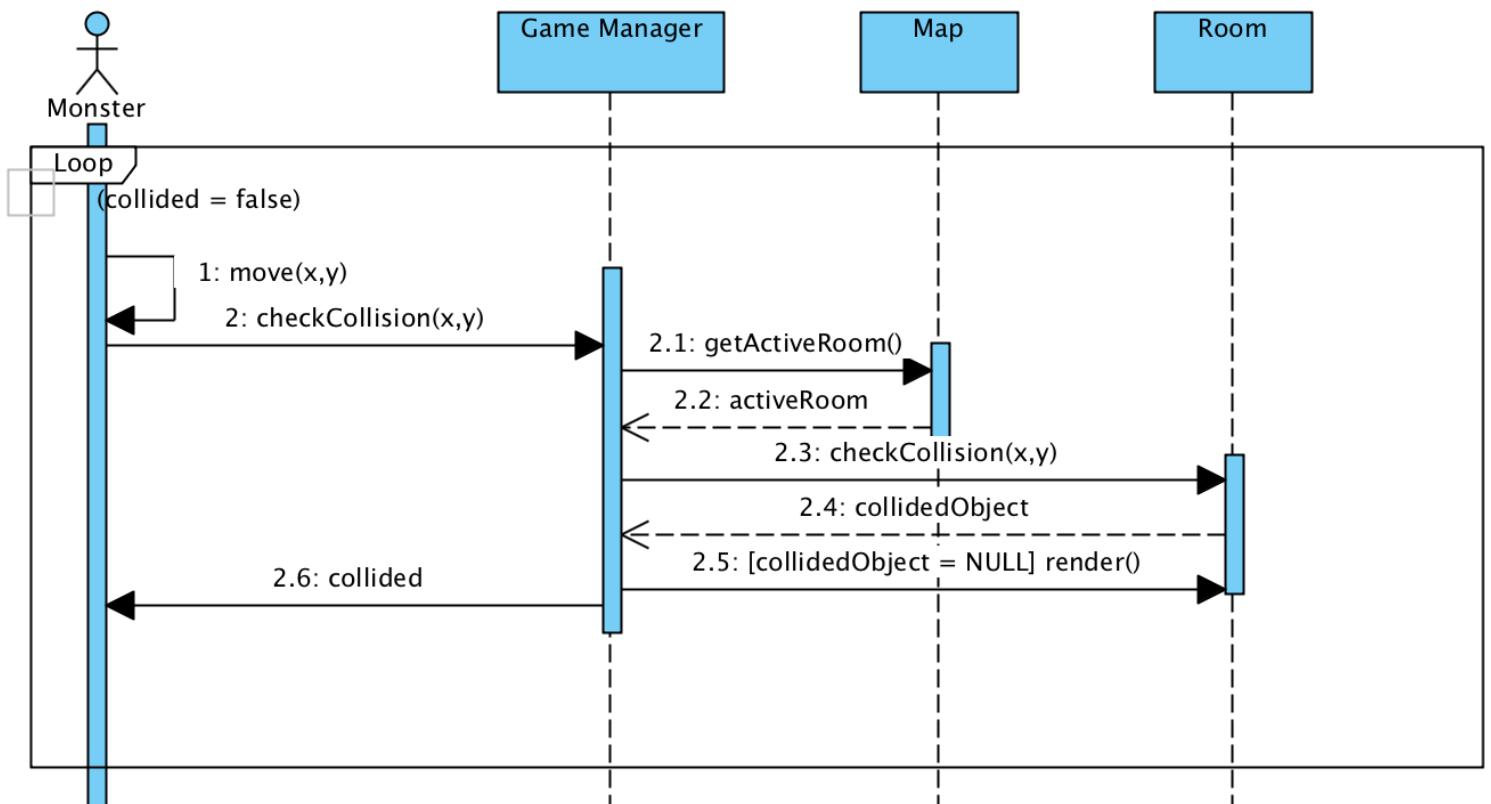 Game Manager
Map
Room
Monster
Loop
(collided = false)
1: move(x,y)
2: checkCollision(x,y)
2.1: getActiveRoom()
2.2: activeRoom
2.3: checkCollision(x,y)
2.4: collidedObject
2.5: [collidedObject = NULL] render()
2.6: collided